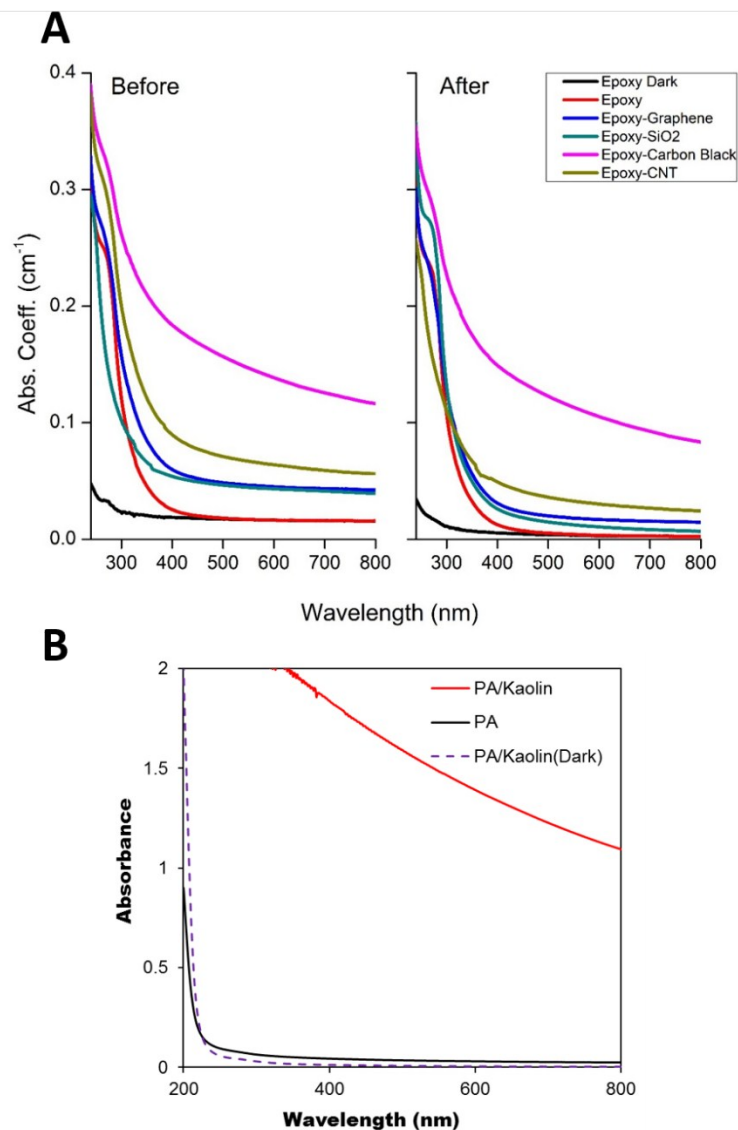 A
Before
After
Epoxy Dark
Epoxy
Epoxy-Graphene
Epoxy-SiO2
Epoxy-Carbon Black
Epoxy-CNT
0.4
0.3
0.2
0.1
0.0
Abs. Coeff. (cm⁻¹)
300 400 500 600 700 800
300 400 500 600 700 800
Wavelength (nm)
B
PA/Kaolin
PA
PA/Kaolin(Dark)
2
1.5
1
0.5
0
Absorbance
200 400 600 800
Wavelength (nm)